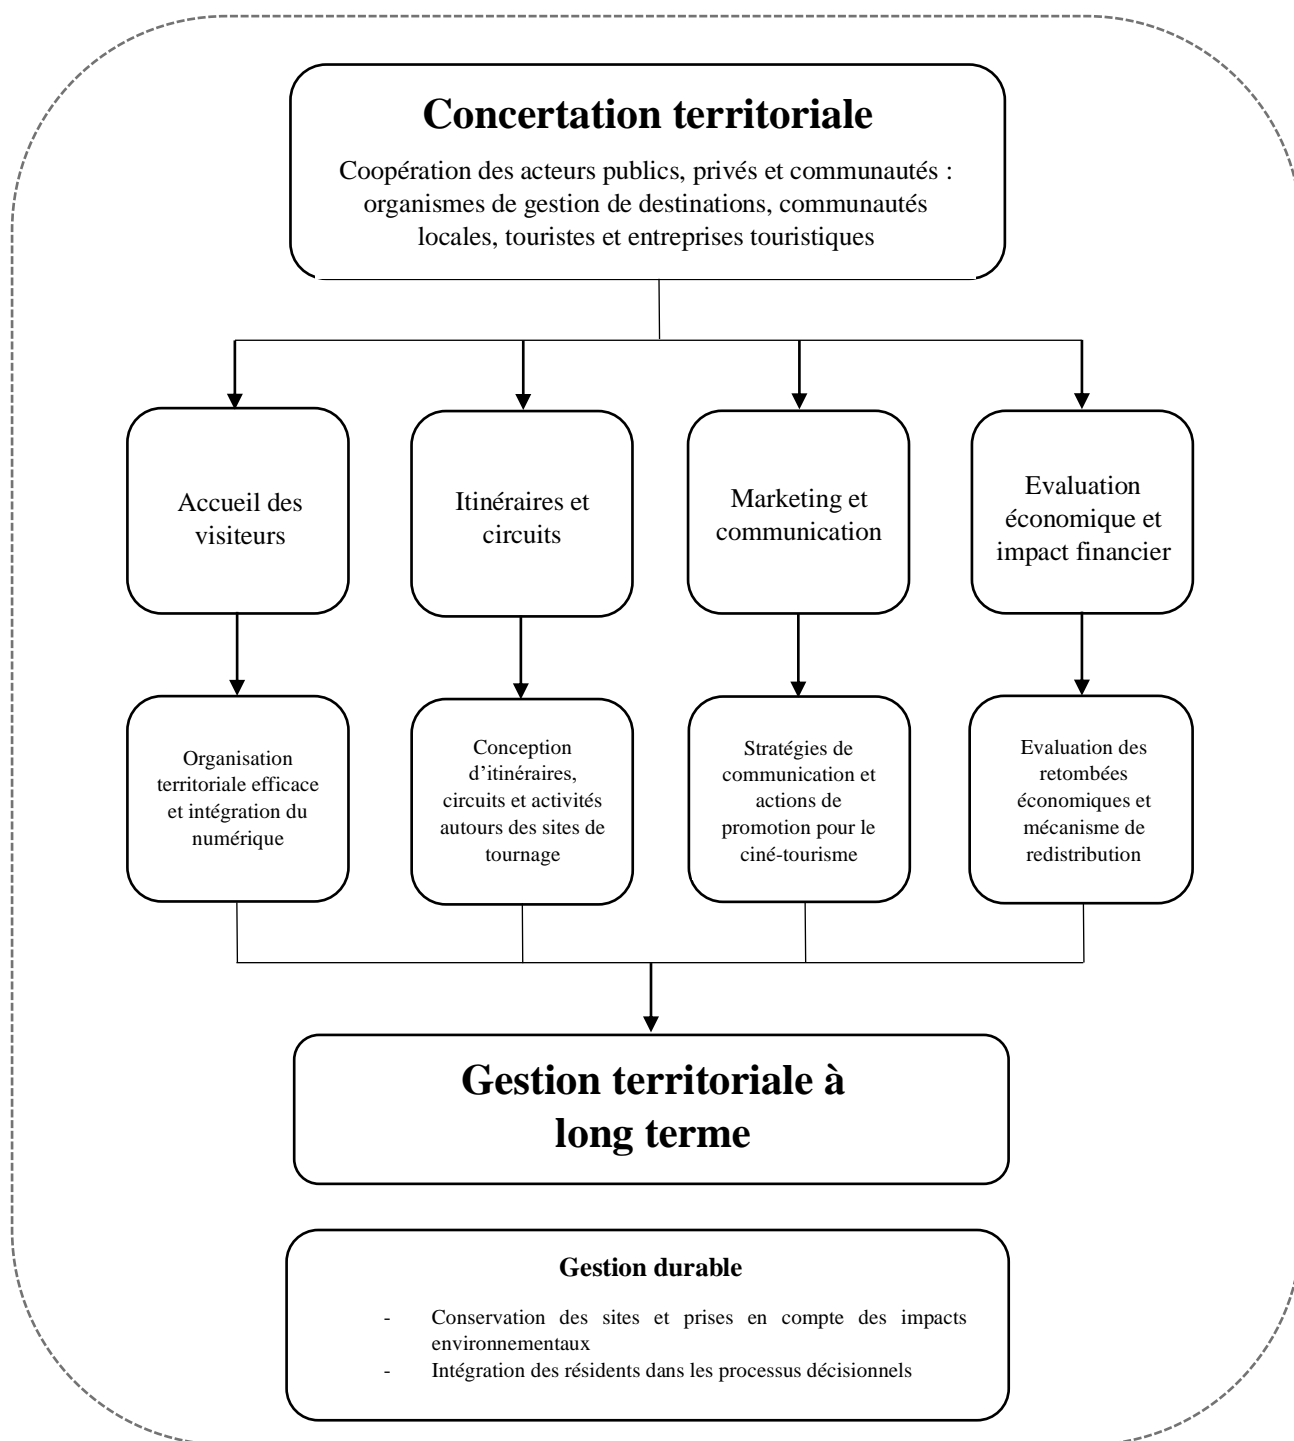 Concertation territoriale
Coopération des acteurs publics, privés et communautés :
organismes de gestion de destinations, communautés
locales, touristes et entreprises touristiques
Accueil des
visiteurs
Itinéraires et
circuits
Marketing et
communication
Evaluation
économique et
impact financier
Organisation
territoriale efficace
et intégration du
numérique
Conception
d’itinéraires,
circuits et activités
autours des sites de
tournage
Stratégies de
communication et
actions de
promotion pour le
ciné-tourisme
Evaluation des
retombées
économiques et
mécanisme de
redistribution
Gestion territoriale à
long terme
Gestion durable
- Conservation des sites et prises en compte des impacts
environnementaux
- Intégration des résidents dans les processus décisionnels